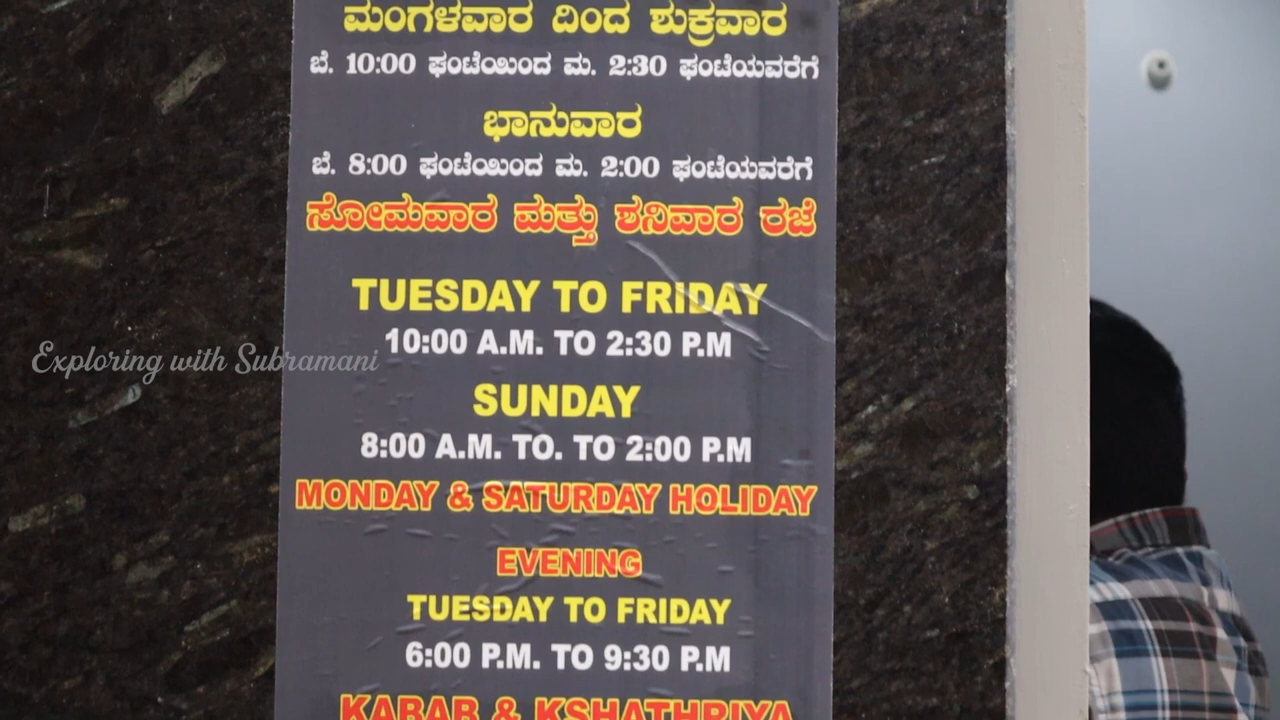 ಮಂಗಳವಾರ ದಿಂದ ಶುಕ್ರವಾರ
ಬೆ. 10:00 ಘಂಟೆಯಿಂದ ಮ. 2:30 ಘಂಟೆಯವರೆಗೆ
ಭಾನುವಾರ
ಬೆ. 8:00 ಘಂಟೆಯಿಂದ ಮ. 2:00 ಘಂಟೆಯವರೆಗೆ
ಸೋಮವಾರ ಮತ್ತು ಶನಿವಾರ ರಜೆ
TUESDAY TO FRIDAY
10:00 A.M. TO 2:30 P.M
Exploring with Subramani
SUNDAY
8:00 A.M. TO. TO 2:00 P.M
MONDAY & SATURDAY HOLIDAY
EVENING
TUESDAY TO FRIDAY
6:00 P.M. TO 9:30 P.M
KABAB & KSHATHRIYA